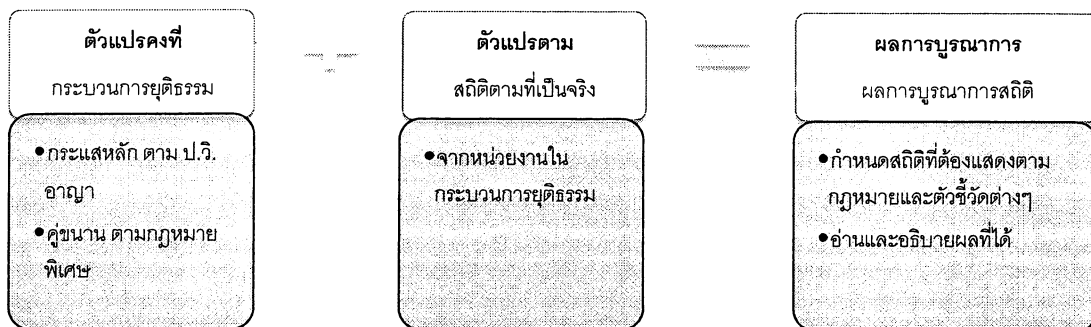 ตัวแปรคงที่
กระบวนการยุติธรรม
•กระแสหลัก ตาม ป.วิ.
อาญา
•คู่ขนาน ตามกฎหมาย
พิเศษ
ตัวแปรตาม
สถิติตามที่เป็นจริง
•จากหน่วยงานใน
กระบวนการยุติธรรม
ผลการบูรณาการ
ผลการบูรณาการสถิติ
•กำหนดสถิติที่ต้องแสดงตาม
กฎหมายและตัวชี้วัดต่างๆ
•อ่านและอธิบายผลที่ได้